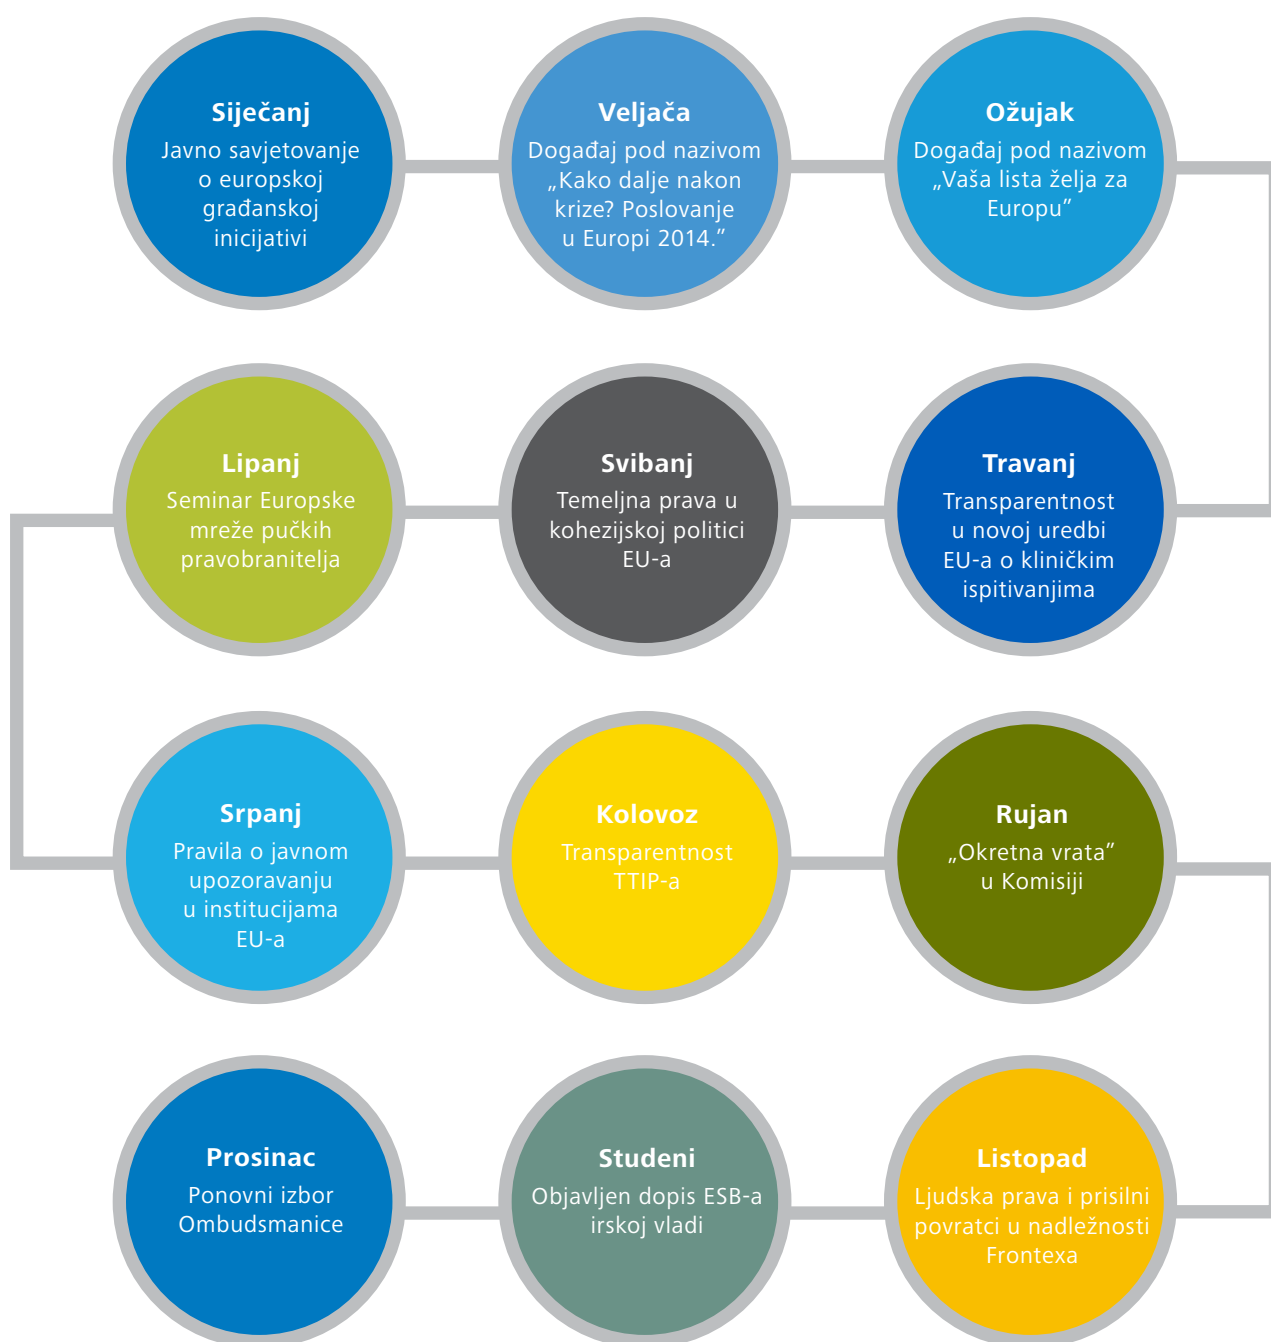 Siječanj
Javno savjetovanje
o europskoj
građanskoj
inicijativi
Veljača
Događaj pod nazivom
„Kako dalje nakon
krize? Poslovanje
u Europi 2014.”
Ožujak
Događaj pod nazivom
„Vaša lista želja za
Europu”
Travanj
Transparentnost
u novoj uredbi
EU-a o kliničkim
ispitivanjima
Svibanj
Temeljna prava u
kohezijskoj politici
EU-a
Lipanj
Seminar Europske
mreže pučkih
pravobranitelja
Srpanj
Pravila o javnom
upozoravanju
u institucijama
EU-a
Kolovoz
Transparentnost
TTIP-a
Rujan
„Okretna vrata”
u Komisiji
Listopad
Ljudska prava i prisilni
povratci u nadležnosti
Frontexa
Studeni
Objavljen dopis ESB-a
irskoj vladi
Prosinac
Ponovni izbor
Ombudsmanice